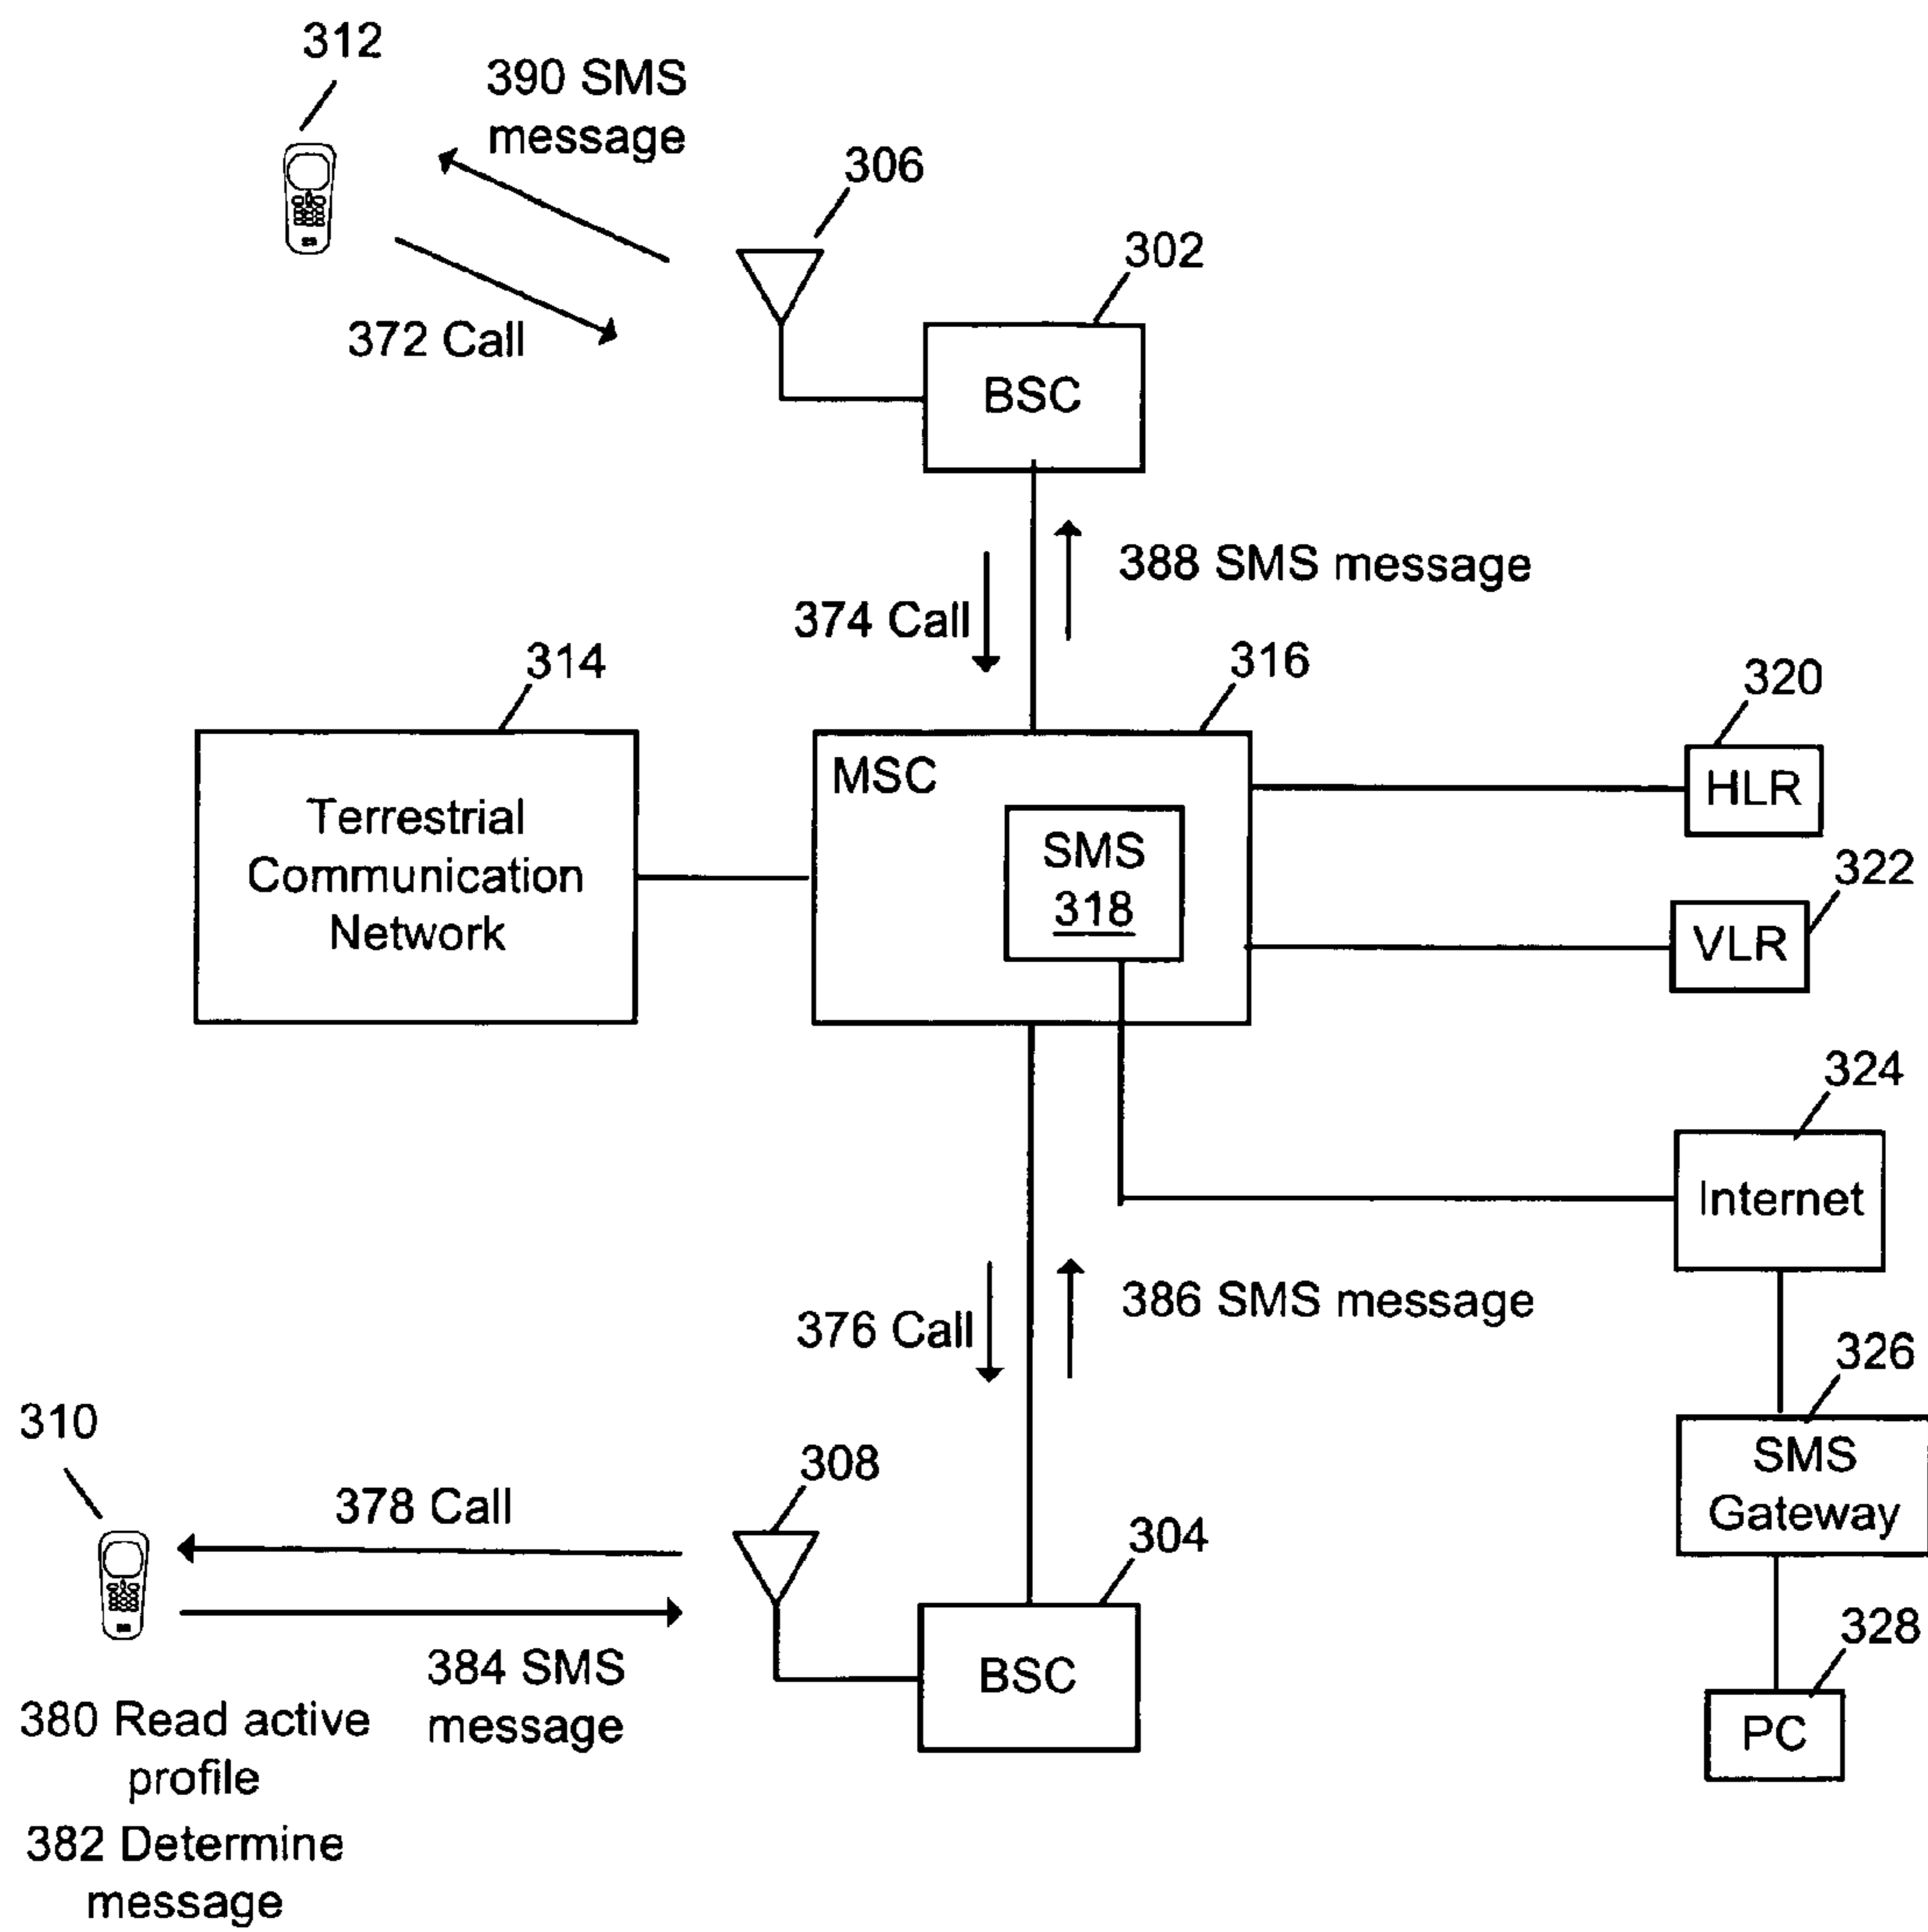 312
390 SMS
message
306
302
372 Call
BSC
388 SMS message
374 Call
314
316
320
MSC
HLR
Terrestrial
Communication
Network
SMS
318
322
VLR
324
Internet
386 SMS message
376 Call
326
310
308
SMS
Gateway
378 Call
304
328
384 SMS
message
BSC
PC
380 Read active
profile
382 Determine
message